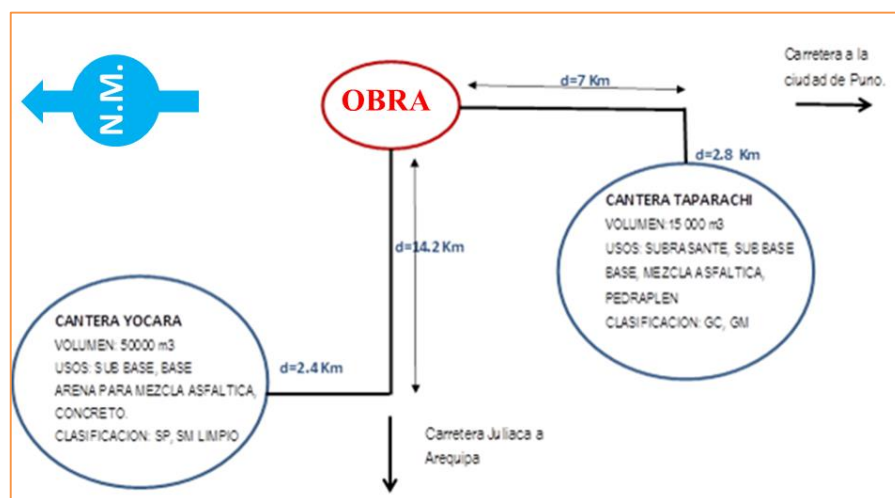 N.M.
OBRA
d=7 Km
Carretera a la
ciudad de Puno.
d=2.8 Km
CANTERA TAPARACHI
VOLUMEN:15 000 m3
USOS: SUBRASANTE, SUB BASE
BASE, MEZCLA ASFALTICA,
PEDRAPLEN
CLASIFICACION: GC, GM
d=14.2 Km
CANTERA YOCARA
VOLUMEN: 50000 m3
USOS: SUB BASE, BASE
ARENA PARA MEZCLA ASFALTICA,
CONCRETO.
CLASIFICACION: SP, SM LIMPIO
d=2.4 Km
Carretera Juliaca a
Arequipa